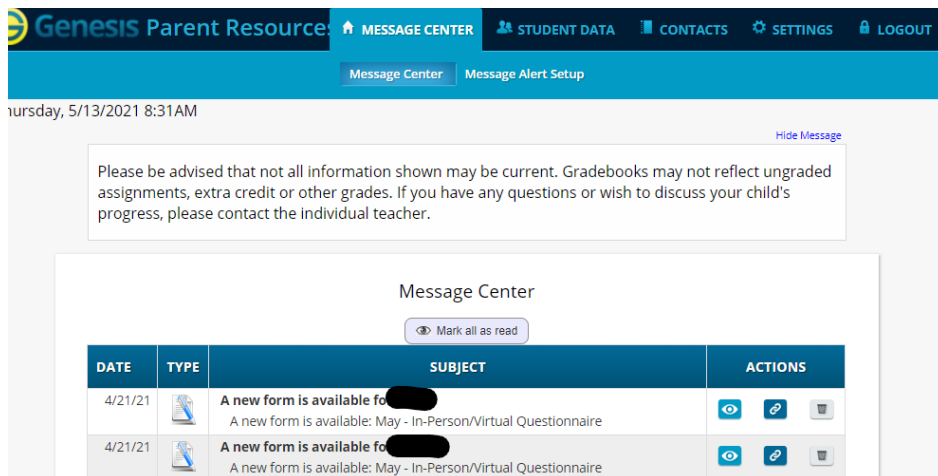 Genesis Parent Resources
MESSAGE CENTER
STUDENT DATA
CONTACTS
SETTINGS
LOGOUT
Message Center
Message Alert Setup
hursday, 5/13/2021 8:31AM
Hide Message
Please be advised that not all information shown may be current. Gradebooks may not reflect ungraded
assignments, extra credit or other grades. If you have any questions or wish to discuss your child's
progress, please contact the individual teacher.
Message Center
Mark all as read
DATE TYPE SUBJECT ACTIONS
4/21/21 A new form is available fo
A new form is available: May - In-Person/Virtual Questionnaire
4/21/21 A new form is available fo
A new form is available: May - In-Person/Virtual Questionnaire